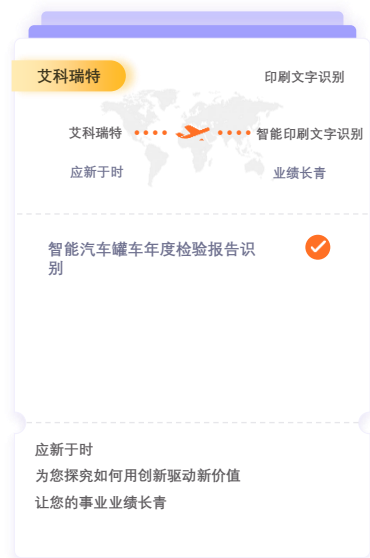 艾科瑞特
印刷文字识别
艾科瑞特
智能印刷文字识别
应新于时
业绩长青
智能汽车罐车年度检验报告识
别
应新于时
为您探究如何用创新驱动新价值
让您的事业业绩长青